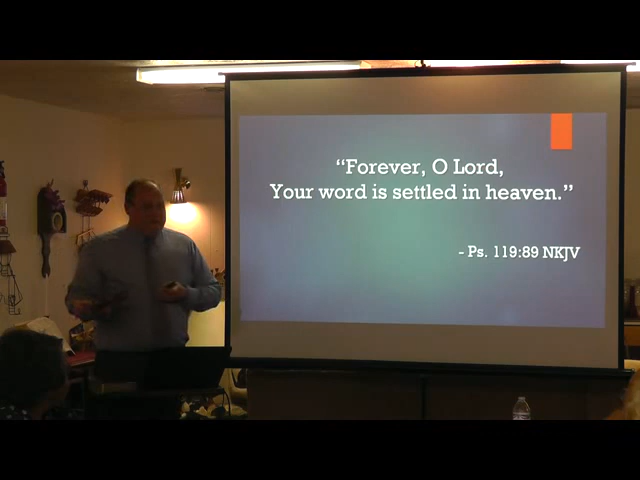 “Forever, O Lord,
Your word is settled in heaven.”
- Ps. 119:89 NKJV